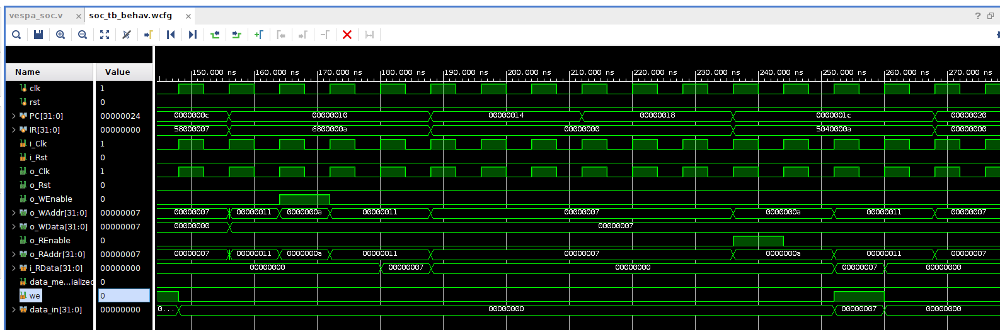 vespa_soc.v × soc_tb_behav.wcfg × ?
Name Value 150.000 ns 160.000 ns 170.000 ns 180.000 ns 190.000 ns 200.000 ns 210.000 ns 220.000 ns 230.000 ns 240.000 ns 250.000 ns 260.000 ns 270.000 ns
clk 1
rst 0
PC[31:0] 00000024 0000000c 00000010 00000014 00000018 0000001c 00000020
IR[31:0] 00000000 58000007 6800000a 00000000 5040000a 00000000
i_Clk 1
i_Rst 0
o_Clk 1
o_Rst 0
o_WEnable 0
o_WAddr[31:0] 00000007 00000007 00000011 0000000a 00000011 00000007 0000000a 00000011 00000007
o_WData[31:0] 00000007 00000000 00000007
o_REnable 0
o_RAddr[31:0] 00000007 00000007 00000011 0000000a 00000011 00000007 0000000a 00000011 00000007
i_RData[31:0] 00000000 00000000 00000007 00000000 00000007 00000000
data_me...ialized 0
we 0
data_in[31:0] 00000000 0... 00000000 00000007 00000000